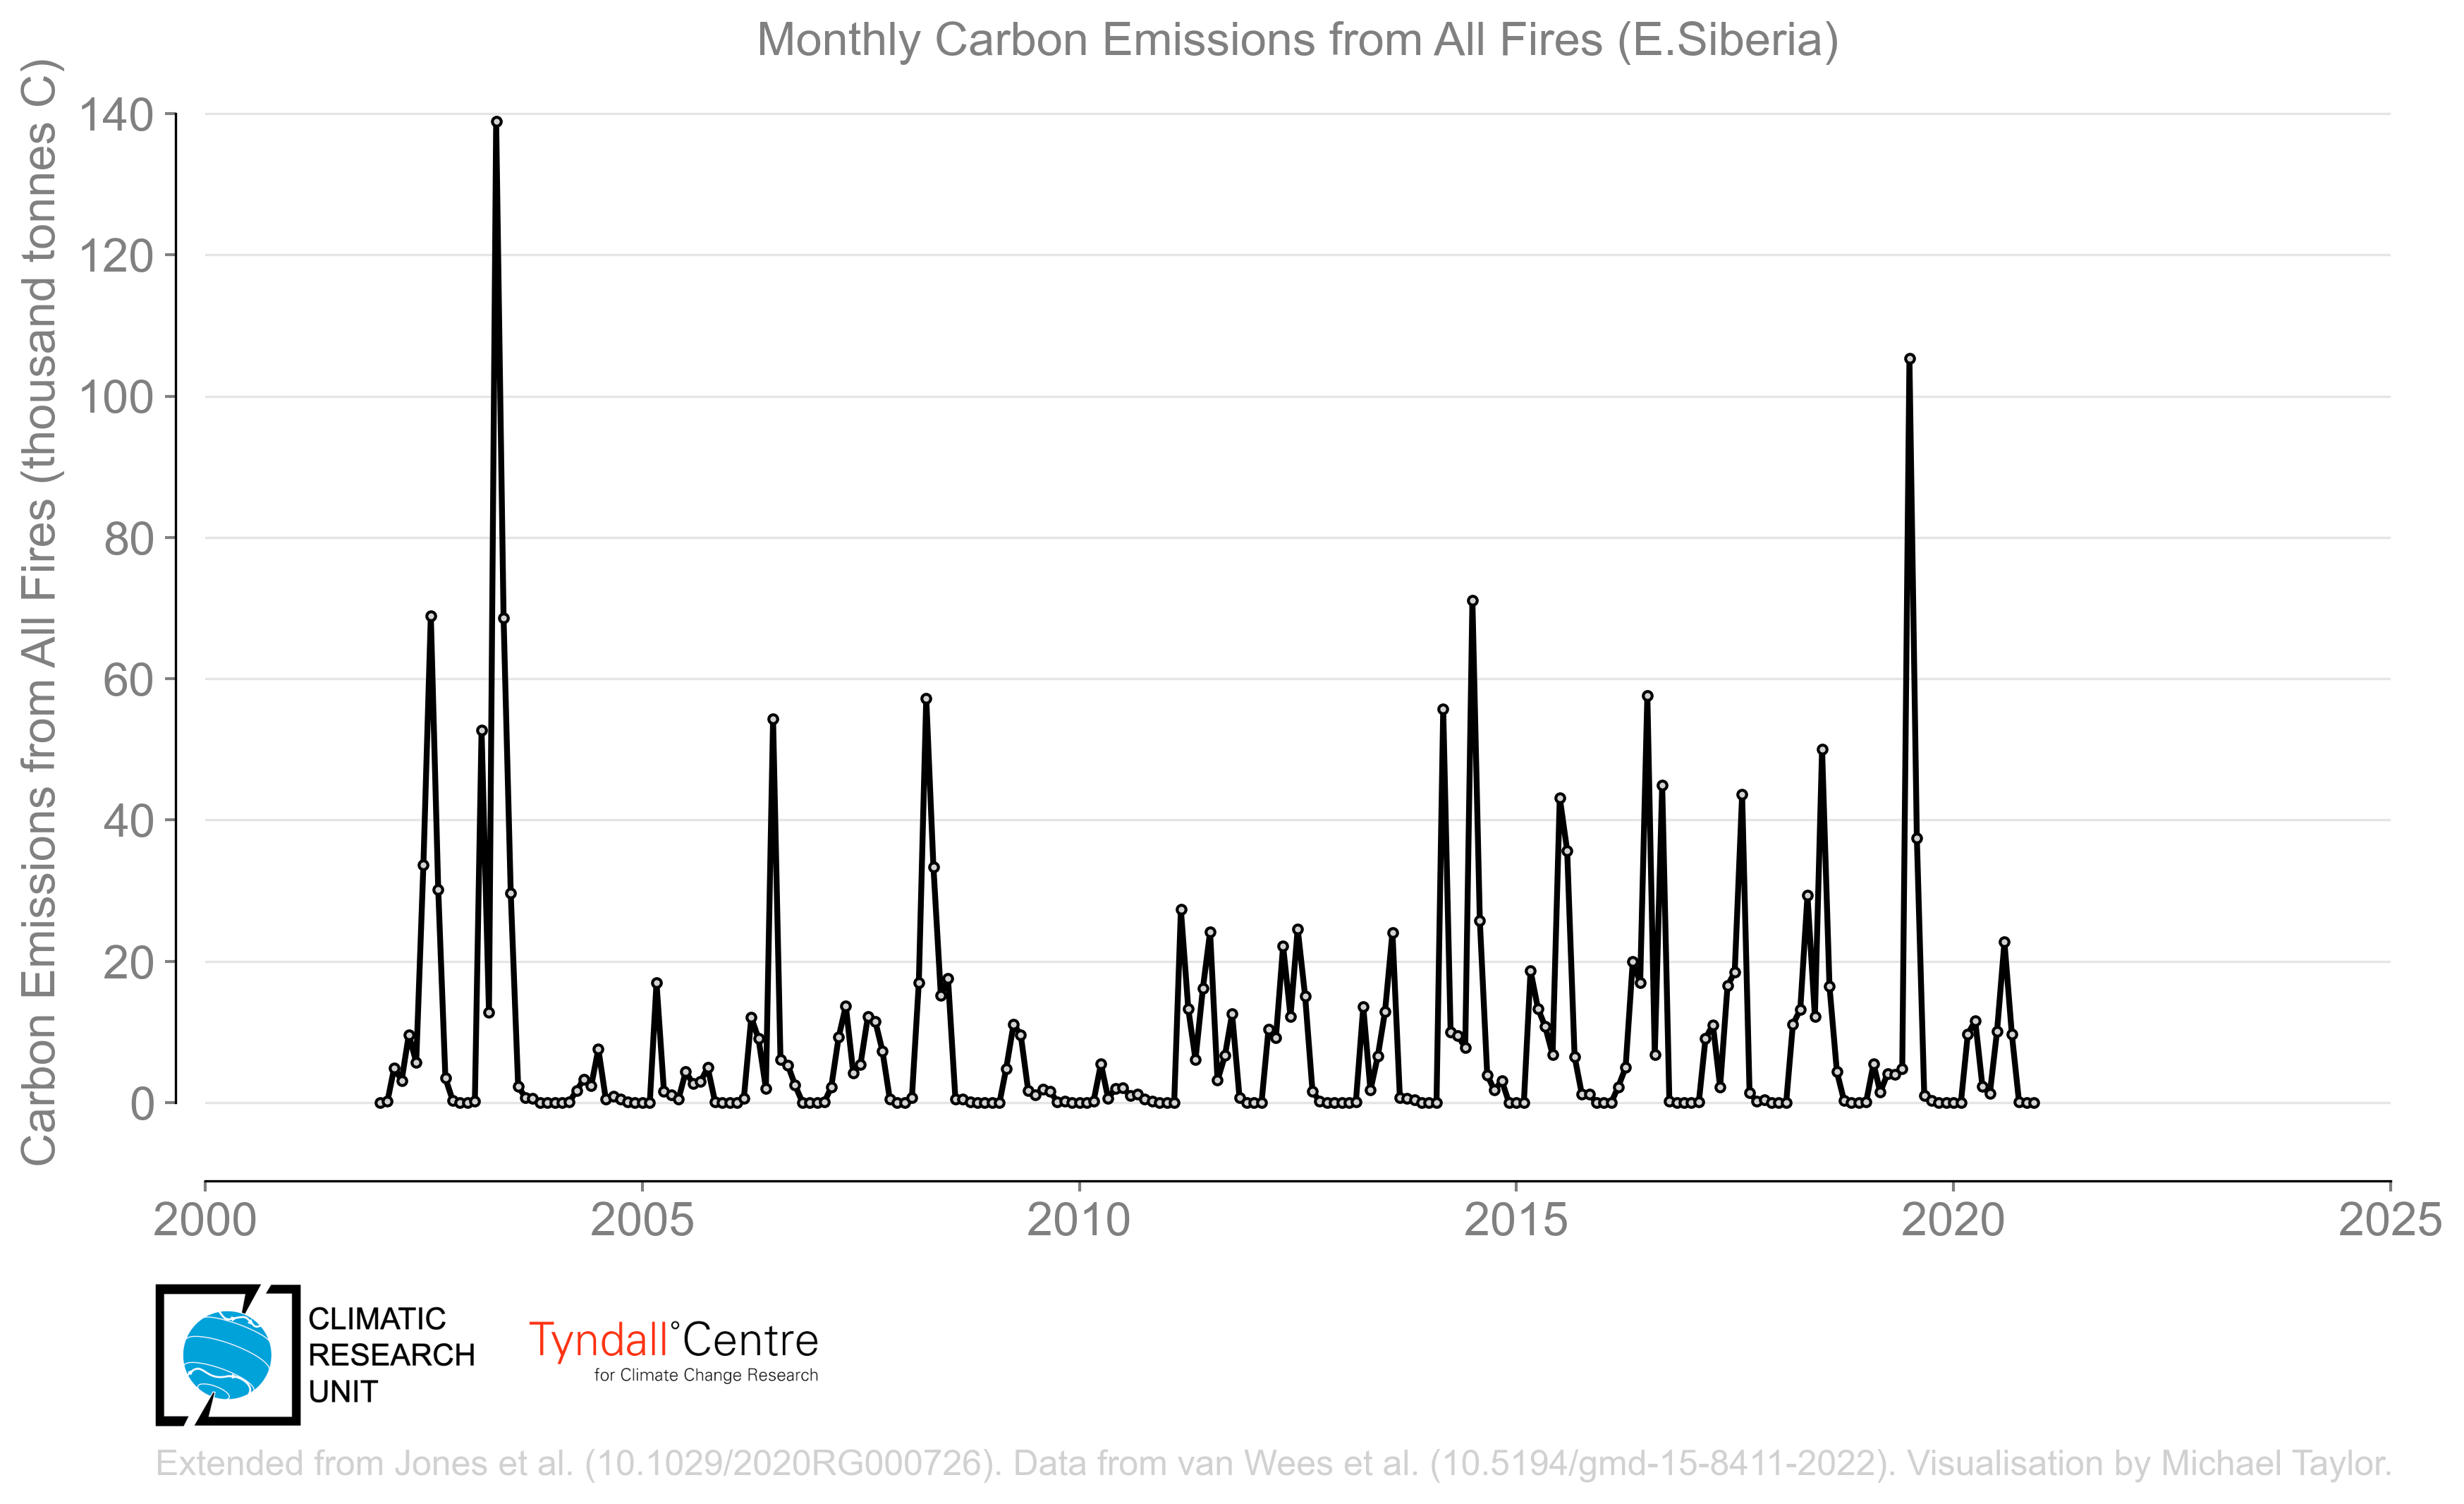 Monthly Carbon Emissions from All Fires (E.Siberia)
Carbon Emissions from All Fires (thousand tonnes C)
140
120
100
80
60
40
20
0
2000 2005 2010 2015 2020 2025
CLIMATIC
RESEARCH
UNIT
Tyndall°Centre
for Climate Change Research
Extended from Jones et al. (10.1029/2020RG000726). Data from van Wees et al. (10.5194/gmd-15-8411-2022). Visualisation by Michael Taylor.